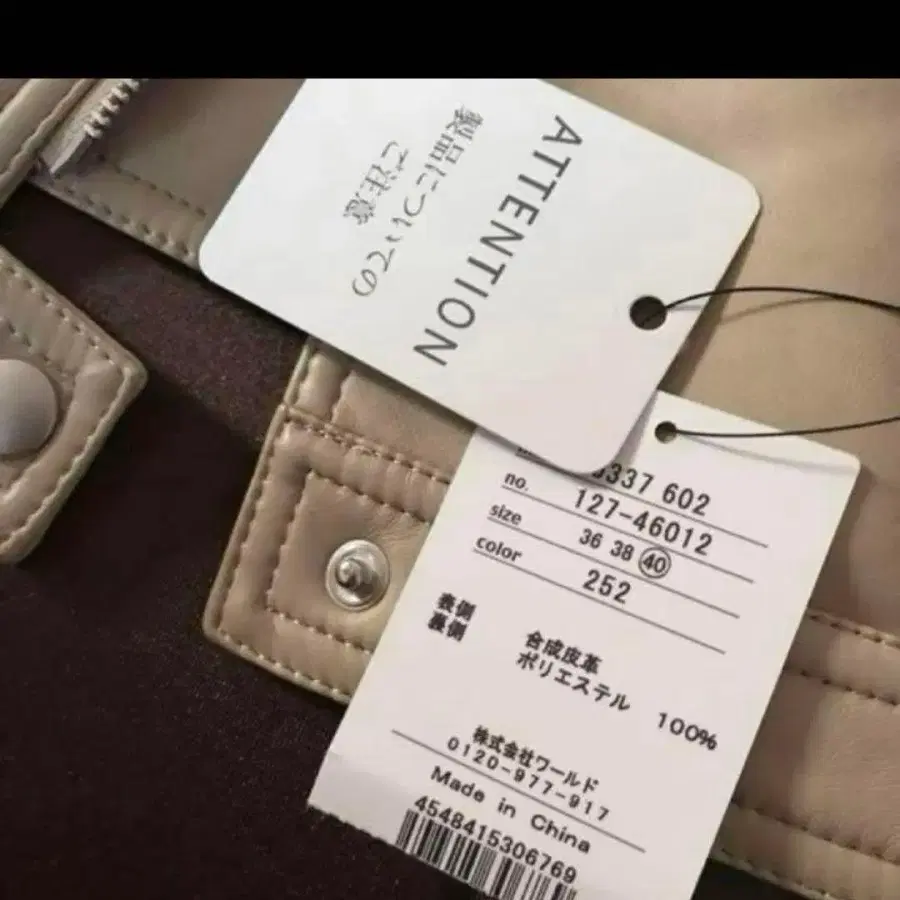 ATTENTION
製品についての
ご注意
337 602
no. 127-46012
size 36 38 40
color 252
表側 合成皮革
裏側 ポリエステル 100%
株式会社ワールド
0120-977-917
Made in China
4548415306769